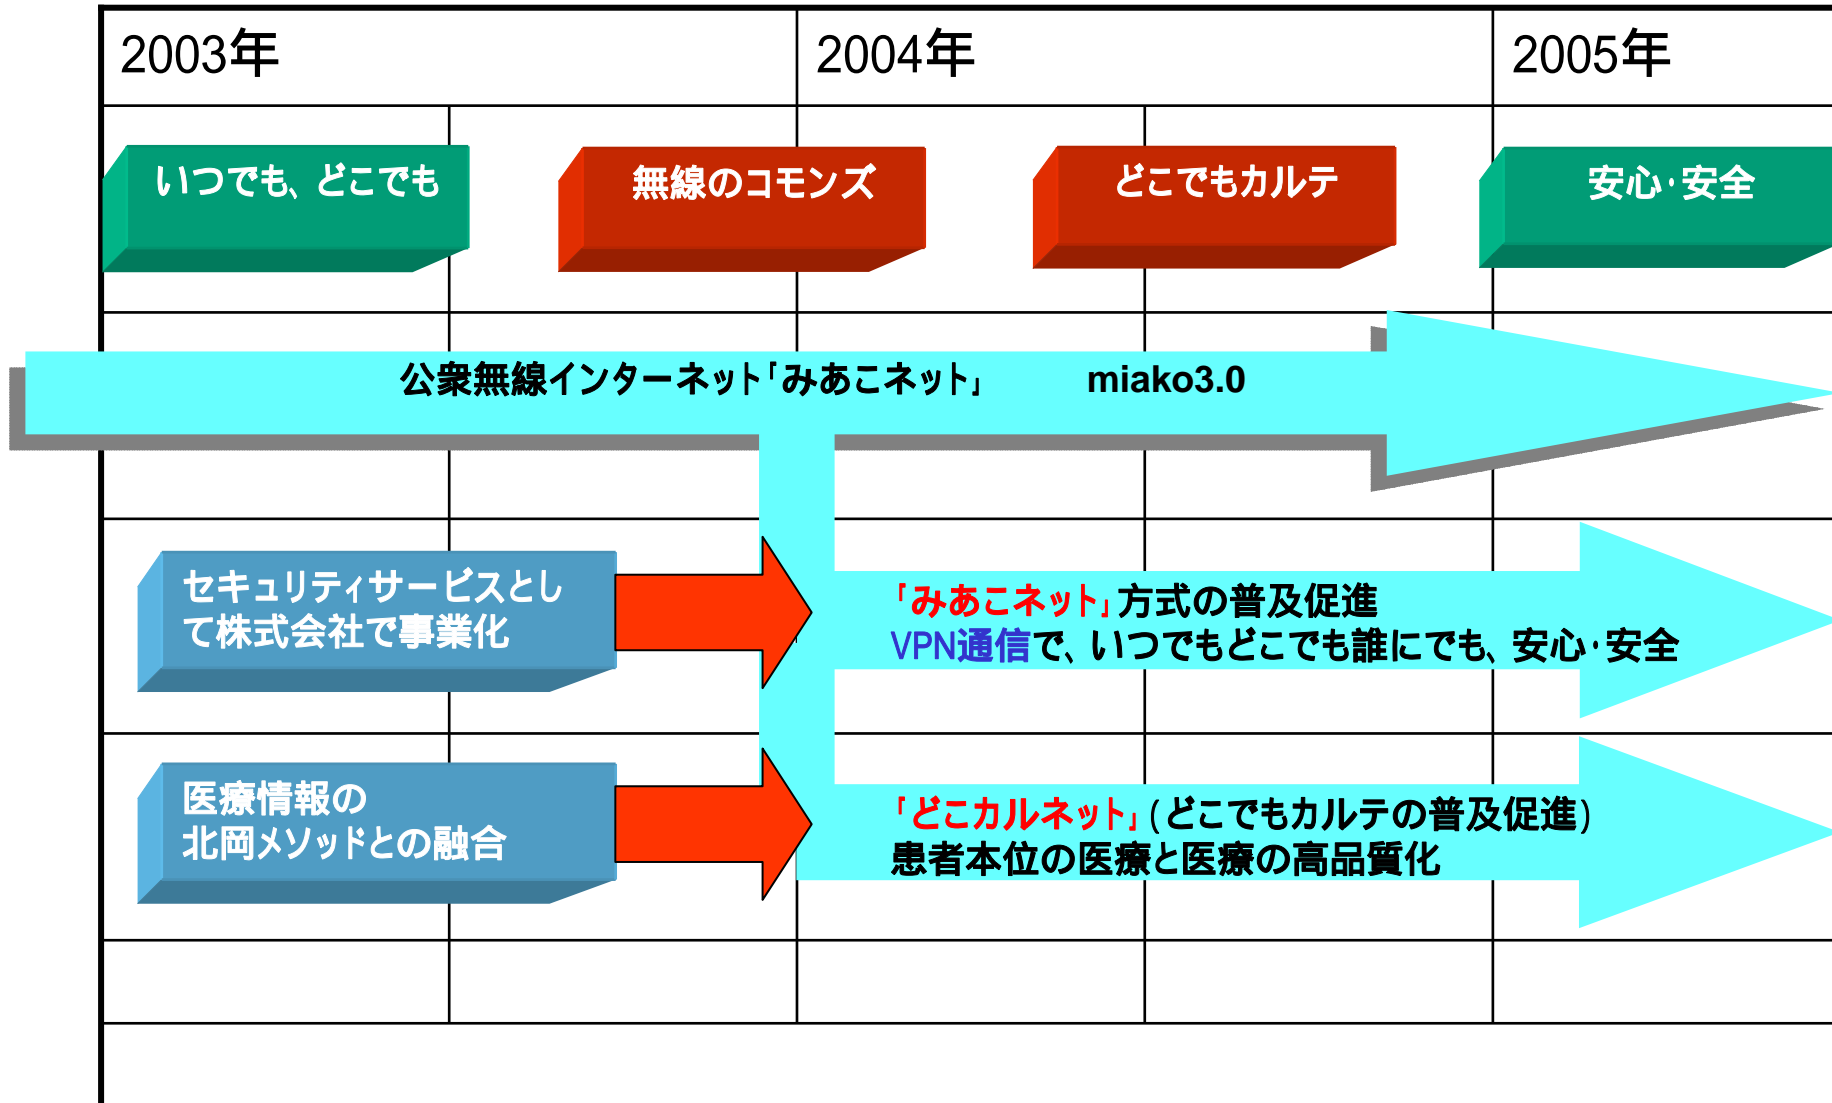 2003年
2004年
2005年
いつでも、どこでも
無線のコモンズ
どこでもカルテ
安心・安全
公衆無線インターネット「みあこネット」 miako3.0
セキュリティサービスとし
て株式会社で事業化
「みあこネット」方式の普及促進
VPN通信で、いつでもどこでも誰にでも、安心・安全
医療情報の
北岡メソッドとの融合
「どこカルネット」(どこでもカルテの普及促進)
患者本位の医療と医療の高品質化